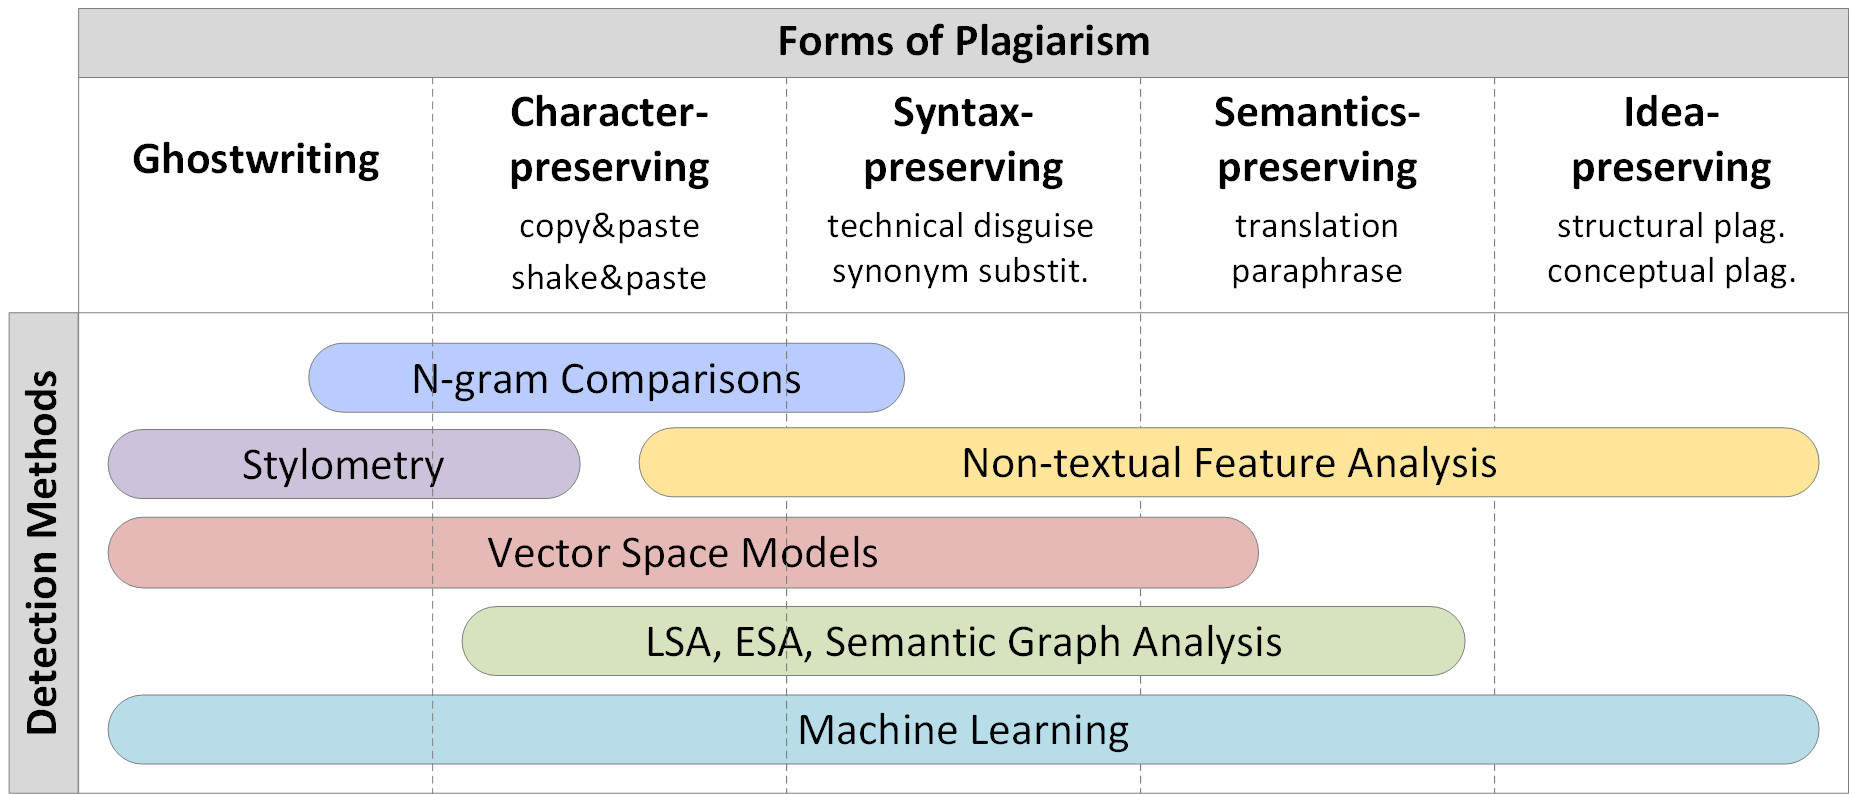 Forms of Plagiarism
Ghostwriting
Character-
preserving
copy&paste
shake&paste
Syntax-
preserving
technical disguise
synonym substit.
Semantics-
preserving
translation
paraphrase
Idea-
preserving
structural plag.
conceptual plag.
Detection Methods
N-gram Comparisons
Stylometry
Non-textual Feature Analysis
Vector Space Models
LSA, ESA, Semantic Graph Analysis
Machine Learning